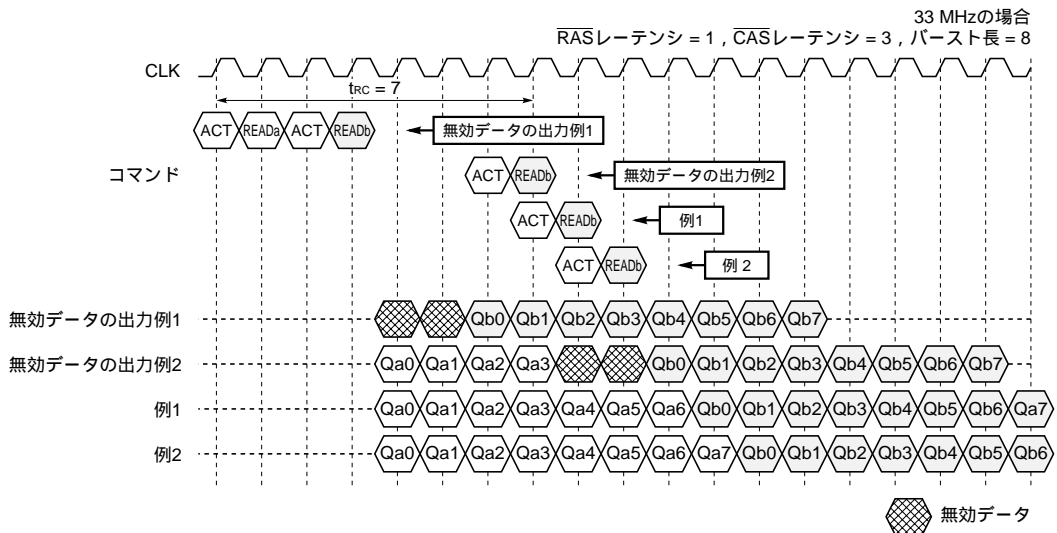 33 MHzの場合
RASレーテンシ = 1 , CASレーテンシ = 3 , バースト長 = 8
CLK
tRC = 7
ACT READa ACT READb 無効データの出力例1
コマンド
ACT READb 無効データの出力例2
ACT READb 例1
ACT READb 例 2
無効データの出力例1 Qb0 Qb1 Qb2 Qb3 Qb4 Qb5 Qb6 Qb7
無効データの出力例2 Qa0 Qa1 Qa2 Qa3 Qb0 Qb1 Qb2 Qb3 Qb4 Qb5 Qb6 Qb7
例1 Qa0 Qa1 Qa2 Qa3 Qa4 Qa5 Qa6 Qb0 Qb1 Qb2 Qb3 Qb4 Qb5 Qb6 Qa7
例2 Qa0 Qa1 Qa2 Qa3 Qa4 Qa5 Qa6 Qa7 Qb0 Qb1 Qb2 Qb3 Qb4 Qb5 Qb6
無効データ